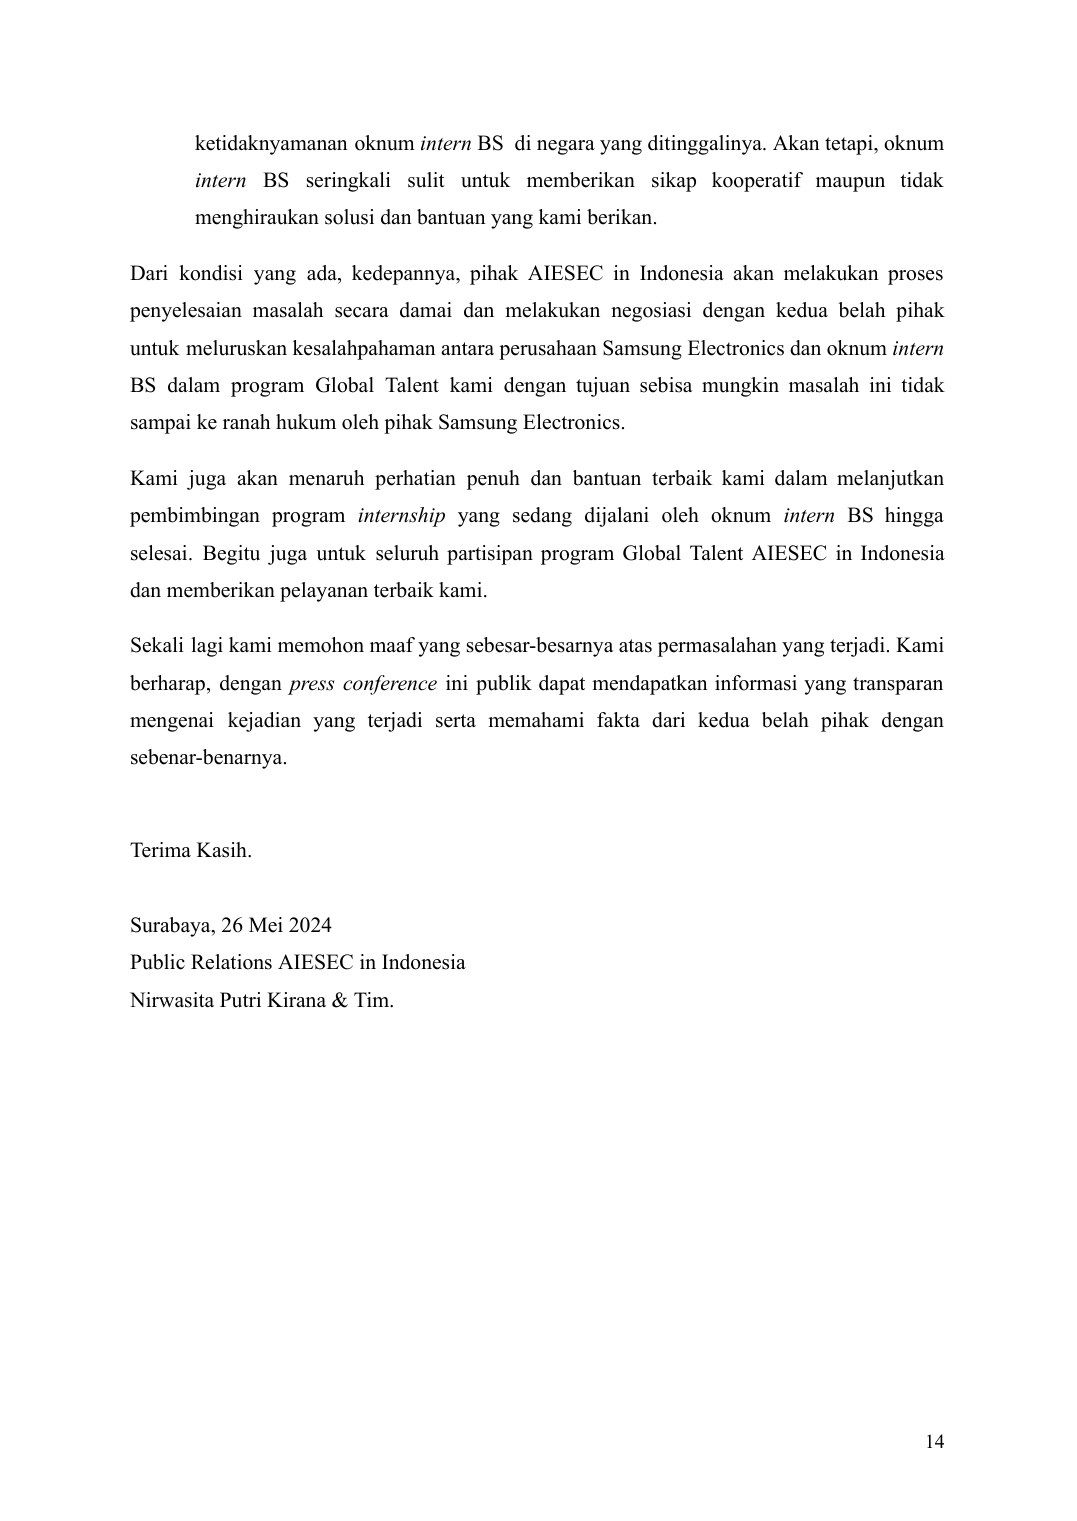 ketidaknyamanan oknum intern BS  di negara yang ditinggalinya. Akan tetapi, oknum
intern BS seringkali sulit untuk memberikan sikap kooperatif maupun tidak
menghiraukan solusi dan bantuan yang kami berikan.
Dari kondisi yang ada, kedepannya, pihak AIESEC in Indonesia akan melakukan proses
penyelesaian masalah secara damai dan melakukan negosiasi dengan kedua belah pihak
untuk meluruskan kesalahpahaman antara perusahaan Samsung Electronics dan oknum intern
BS dalam program Global Talent kami dengan tujuan sebisa mungkin masalah ini tidak
sampai ke ranah hukum oleh pihak Samsung Electronics.
Kami juga akan menaruh perhatian penuh dan bantuan terbaik kami dalam melanjutkan
pembimbingan program internship yang sedang dijalani oleh oknum intern BS hingga
selesai. Begitu juga untuk seluruh partisipan program Global Talent AIESEC in Indonesia
dan memberikan pelayanan terbaik kami.
Sekali lagi kami memohon maaf yang sebesar-besarnya atas permasalahan yang terjadi. Kami
berharap, dengan press conference ini publik dapat mendapatkan informasi yang transparan
mengenai kejadian yang terjadi serta memahami fakta dari kedua belah pihak dengan
sebenar-benarnya.
Terima Kasih.
Surabaya, 26 Mei 2024
Public Relations AIESEC in Indonesia
Nirwasita Putri Kirana & Tim.
14